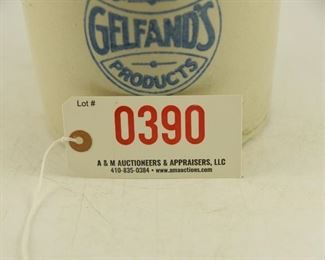 GELFAND'S
PRODUCTS
Lot #
0390
A & M AUCTIONEERS & APPRAISERS, LLC
410-835-0384 • www.amauctions.com